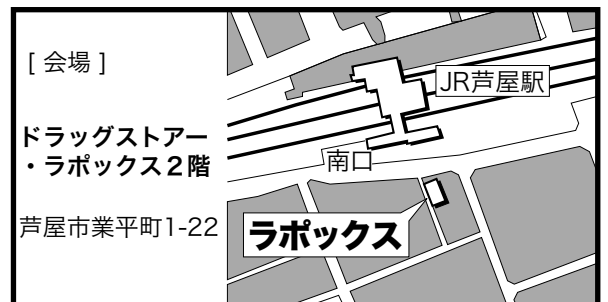 [ 会場 ]
ドラッグストアー
・ラポックス２階
芦屋市業平町1-22
JR芦屋駅
南口
ラポックス